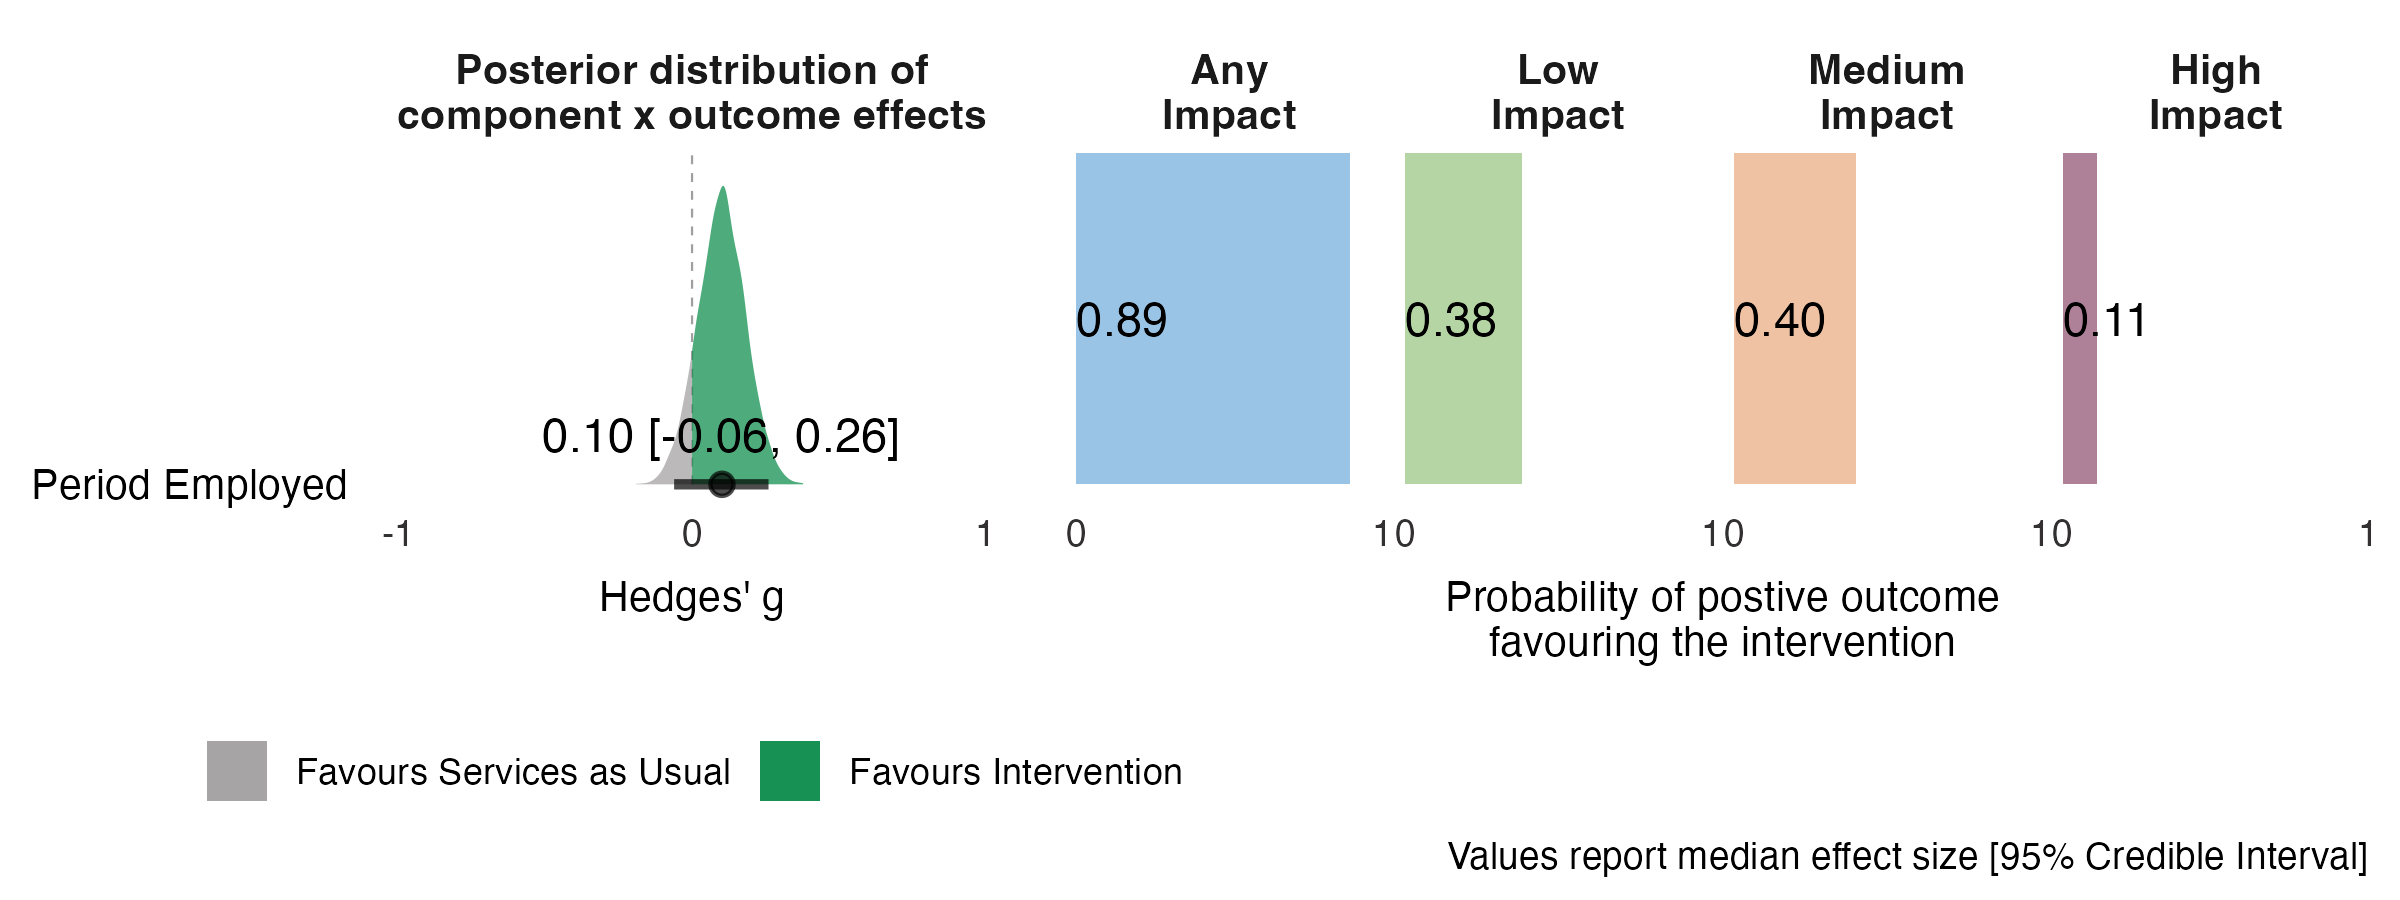 Posterior distribution of
component x outcome effects
Any
Impact
Low
Impact
Medium
Impact
High
Impact
0.89
0.38
0.40
0.11
0.10 [-0.06, 0.26]
Period Employed
-1 0 1 0 10 10 10 1
Hedges' g
Probability of postive outcome
favouring the intervention
Favours Services as Usual
Favours Intervention
Values report median effect size [95% Credible Interval]